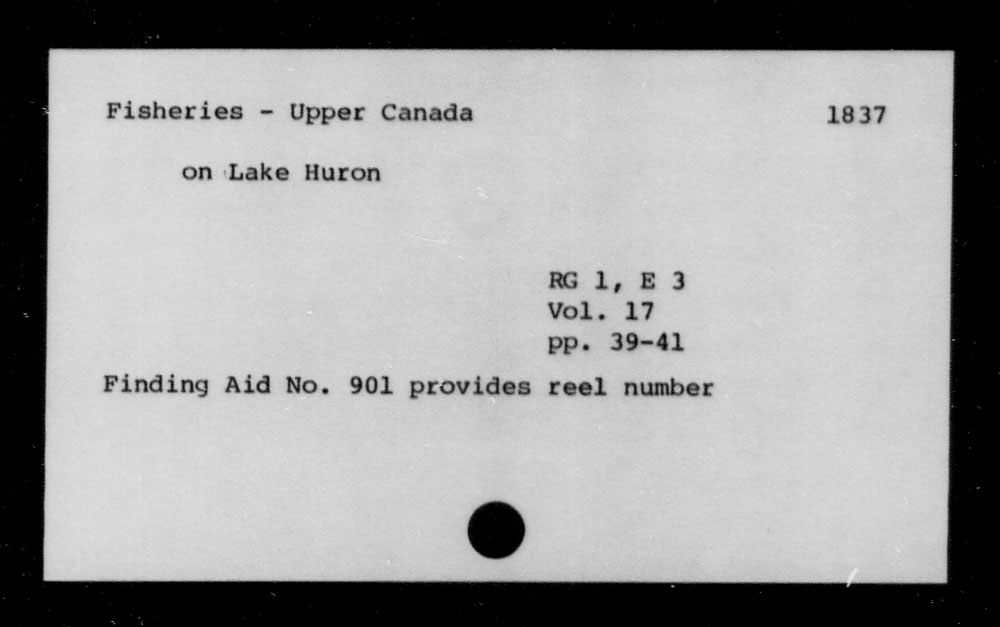 Fisheries - Upper Canada 1837
on Lake Huron
RG 1, E 3
Vol. 17
pp. 39-41
Finding Aid No. 901 provides reel number